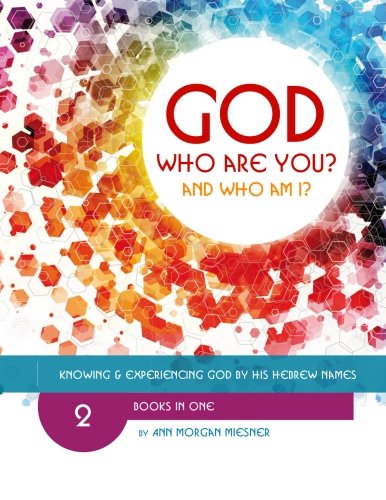 GOD
WHO ARE YOU?
AND WHO AM I?
KNOWING & EXPERIENCING GOD BY HIS HEBREW NAMES
2
BOOKS IN ONE
BY ANN MORGAN MIESNER